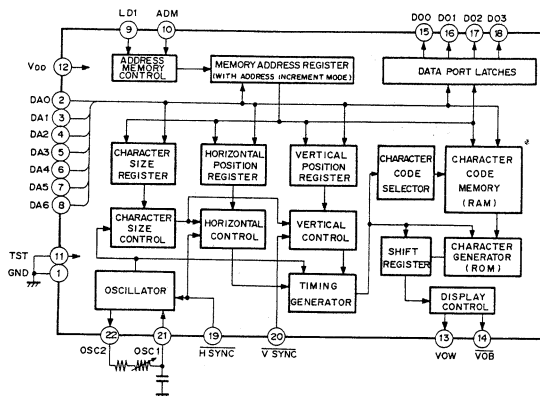 LD1 ADM DO0 DO1 DO2 DO3
9 10 15 16 17 18
VDD 12
ADDRESS MEMORY CONTROL
MEMORY ADDRESS REGISTER
(WITH ADDRESS INCREMENT MODE)
DATA PORT LATCHES
DA0 2
DA1 3
DA2 4
DA3 5
DA4 6
DA5 7
DA6 8
CHARACTER SIZE REGISTER
HORIZONTAL POSITION REGISTER
VERTICAL POSITION REGISTER
CHARACTER CODE SELECTOR
CHARACTER CODE MEMORY (RAM)
CHARACTER SIZE CONTROL
HORIZONTAL CONTROL
VERTICAL CONTROL
SHIFT REGISTER
CHARACTER GENERATOR (ROM)
TST 11
GND 1
OSCILLATOR
TIMING GENERATOR
DISPLAY CONTROL
22 21 19 20 13 14
OSC2 OSC1 H SYNC V SYNC VOW VOB